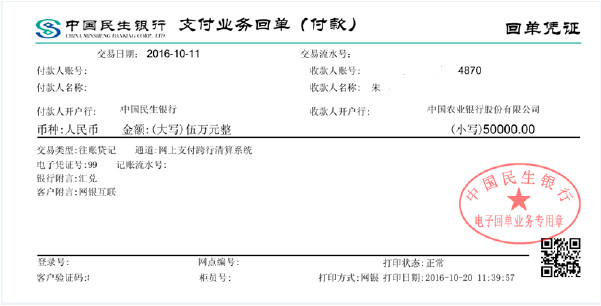 中国民生银行 支付业务回单（付款） 回单凭证
CHINA MINSHENG BANKING CORP., LTD.
交易日期: 2016-10-11 交易流水号:
付款人账号: 收款人账号: 4870
付款人名称: 收款人名称: 朱
付款人开户行: 中国民生银行 收款人开户行: 中国农业银行股份有限公司
币种:人民币 金额:(大写)伍万元整 (小写)50000.00
交易类型:往账贷记 通道:网上支付跨行清算系统
电子凭证号:99 记账流水号:
银行附言:汇兑
客户附言:网银互联
中国民生银行
电子回单业务专用章
登录号: 网点编号: 打印状态:正常
客户验证码: 柜员号: 打印方式:网银 打印日期:2016-10-20 11:39:57